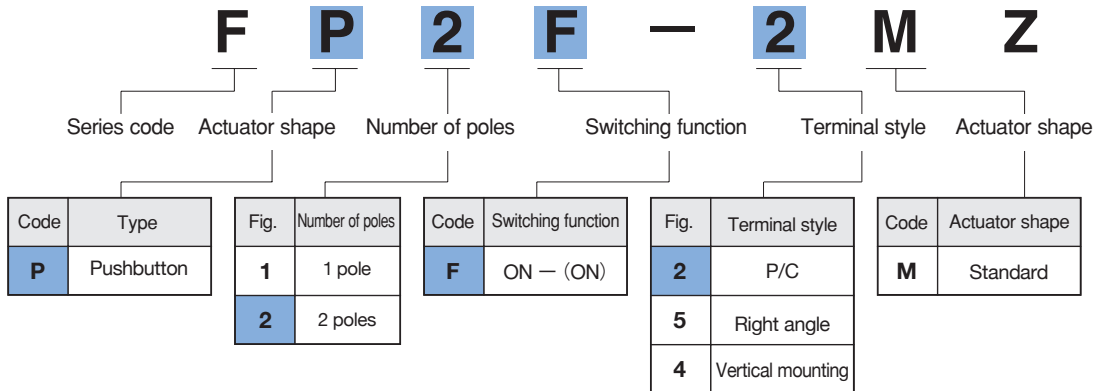 F P 2 F — 2 M Z
Series code Actuator shape Number of poles Switching function Terminal style Actuator shape
Code Type
P Pushbutton
Fig. Number of poles
1 1 pole
2 2 poles
Code Switching function
F ON — (ON)
Fig. Terminal style
2 P/C
5 Right angle
4 Vertical mounting
Code Actuator shape
M Standard